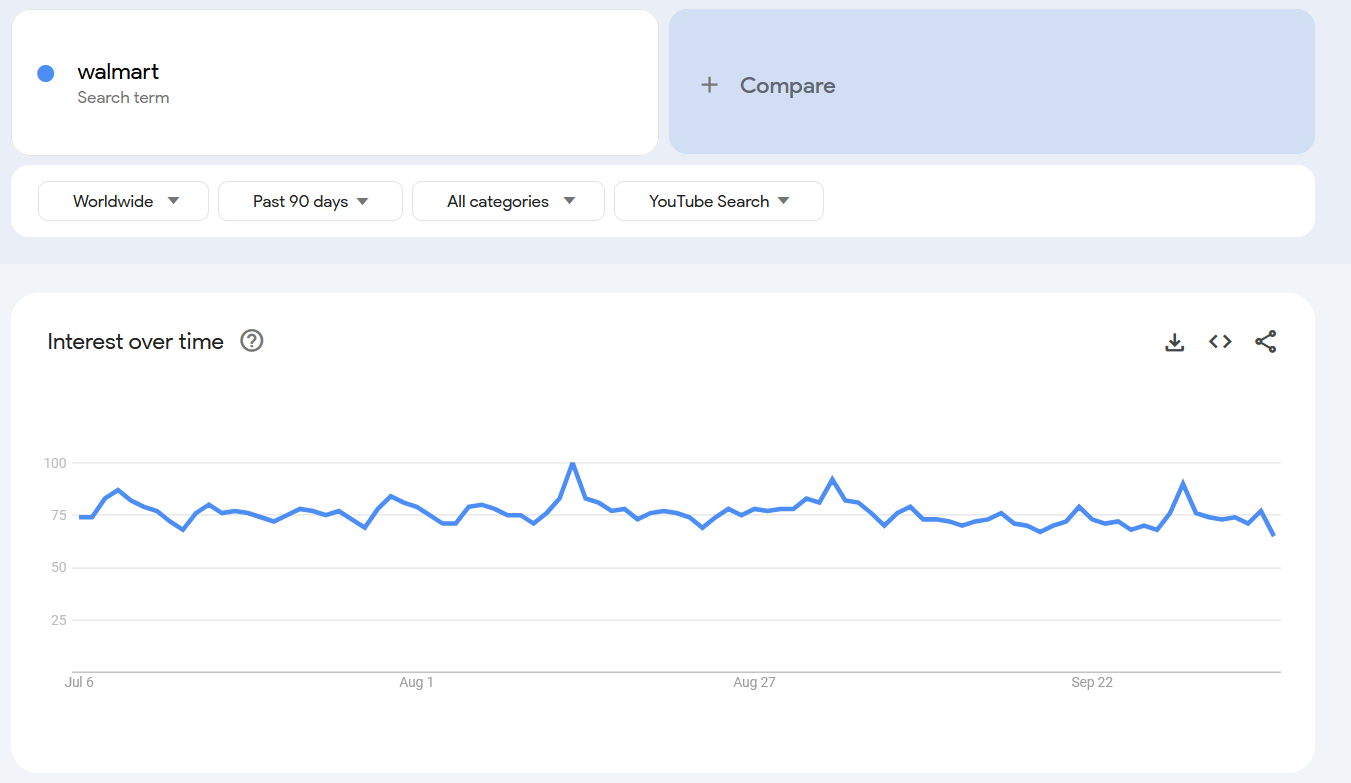 walmart
Search term
+ Compare
Worldwide
Past 90 days
All categories
YouTube Search
Interest over time ?
100
75
50
25
Jul 6 Aug 1 Aug 27 Sep 22